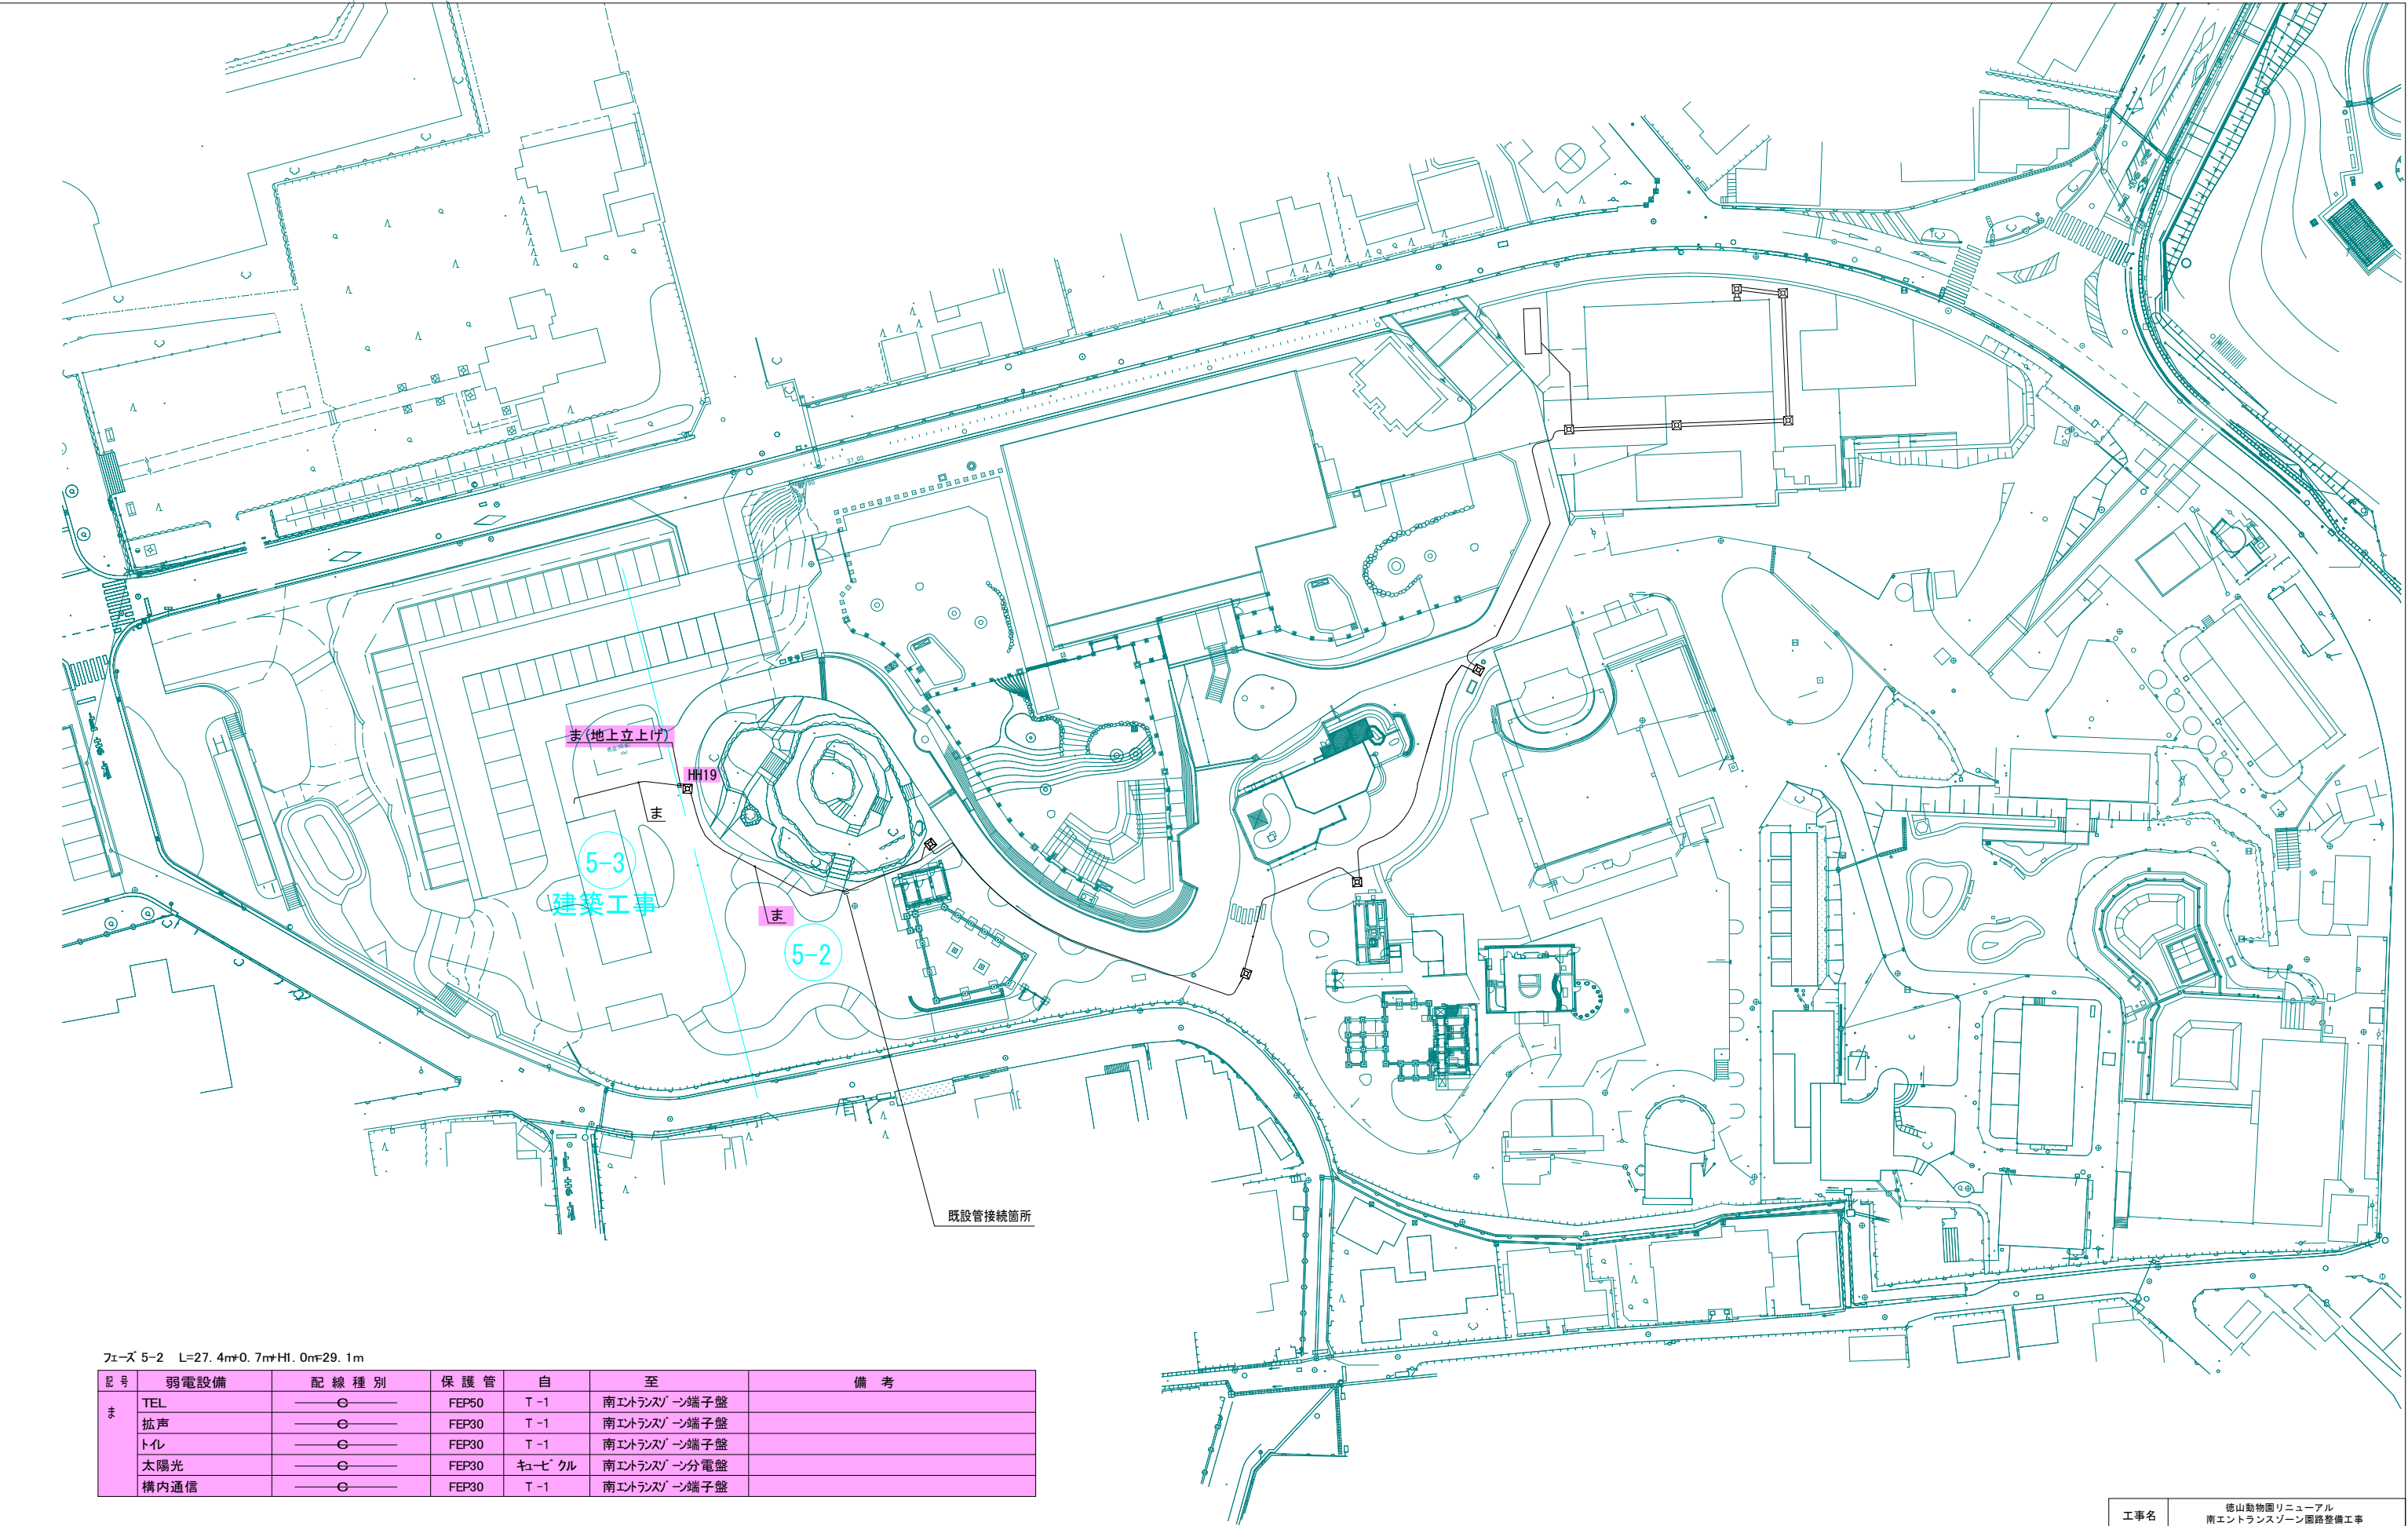 ま(地上立上げ)
HH19
ま
5-3
建築工事
ま
5-2
既設管接続箇所
フェーズ 5-2 L=27.4m+0.7m+H1.0m=29.1m
記号 弱電設備 配線種別 保護管 自 至 備考
ま
TEL C FEP50 T-1 南エントランスゾーン端子盤
拡声 C FEP30 T-1 南エントランスゾーン端子盤
トイレ C FEP30 T-1 南エントランスゾーン端子盤
太陽光 C FEP30 キュービクル 南エントランスゾーン分電盤
構内通信 C FEP30 T-1 南エントランスゾーン端子盤
工事名 徳山動物園リニューアル
南エントランスゾーン園路整備工事